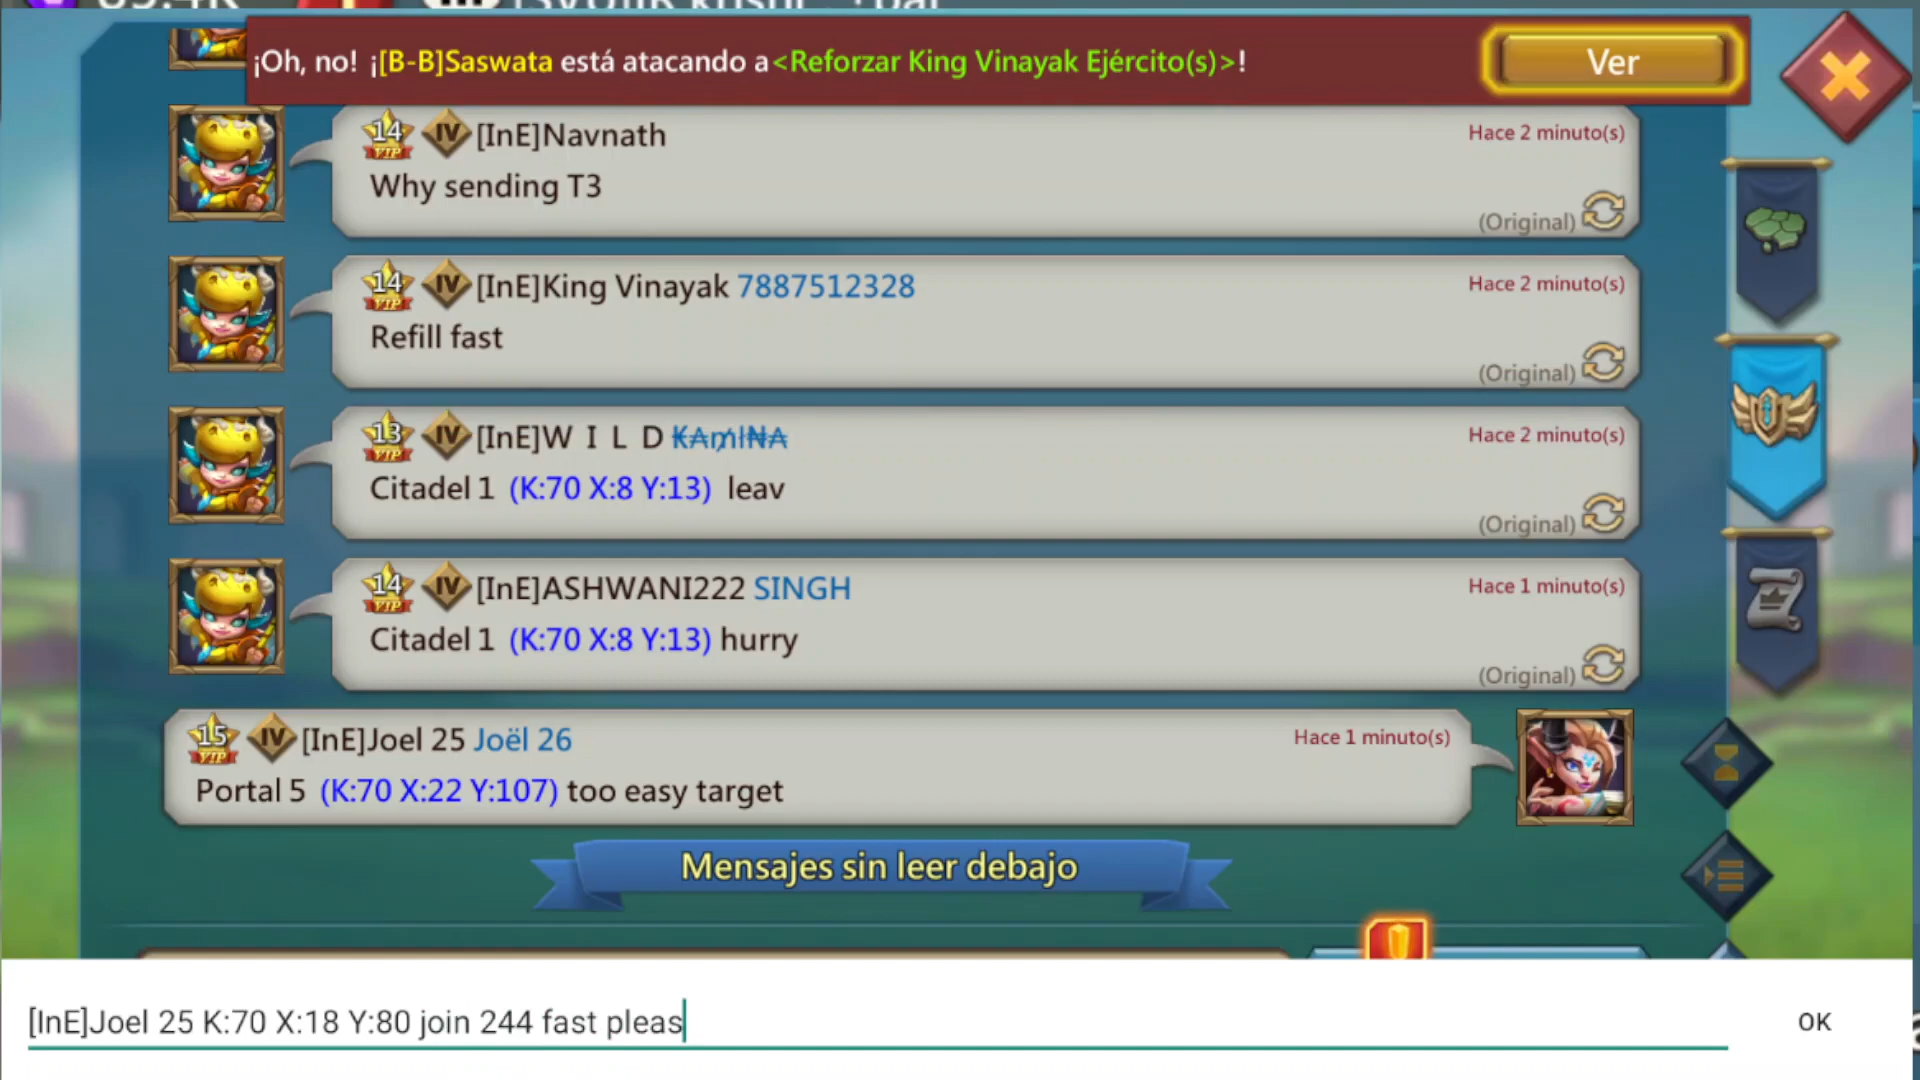 ¡Oh, no! ¡[B-B]Saswata está atacando a<Reforzar King Vinayak Ejército(s)>!
Ver
14 VIP IV [InE]Navnath Hace 2 minuto(s)
Why sending T3
(Original)
14 VIP IV [InE]King Vinayak 7887512328 Hace 2 minuto(s)
Refill fast
(Original)
13 VIP IV [InE]W I L D ₭₳₥ł₦₳ Hace 2 minuto(s)
Citadel 1 (K:70 X:8 Y:13) leav
(Original)
14 VIP IV [InE]ASHWANI222 SINGH Hace 1 minuto(s)
Citadel 1 (K:70 X:8 Y:13) hurry
(Original)
15 VIP IV [InE]Joel 25 Joël 26 Hace 1 minuto(s)
Portal 5 (K:70 X:22 Y:107) too easy target
Mensajes sin leer debajo
[InE]Joel 25 K:70 X:18 Y:80 join 244 fast pleas
OK